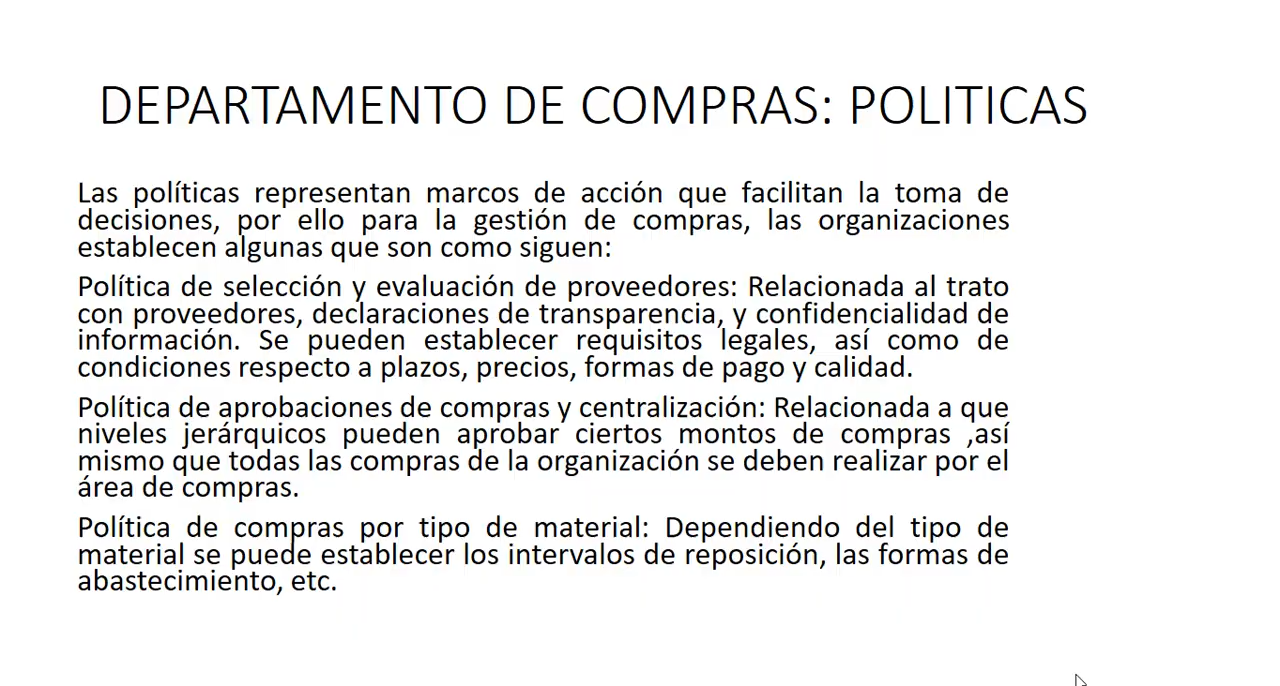 DEPARTAMENTO DE COMPRAS: POLITICAS
Las políticas representan marcos de acción que facilitan la toma de
decisiones, por ello para la gestión de compras, las organizaciones
establecen algunas que son como siguen:
Política de selección y evaluación de proveedores: Relacionada al trato
con proveedores, declaraciones de transparencia, y confidencialidad de
información. Se pueden establecer requisitos legales, así como de
condiciones respecto a plazos, precios, formas de pago y calidad.
Política de aprobaciones de compras y centralización: Relacionada a que
niveles jerárquicos pueden aprobar ciertos montos de compras ,así
mismo que todas las compras de la organización se deben realizar por el
área de compras.
Política de compras por tipo de material: Dependiendo del tipo de
material se puede establecer los intervalos de reposición, las formas de
abastecimiento, etc.